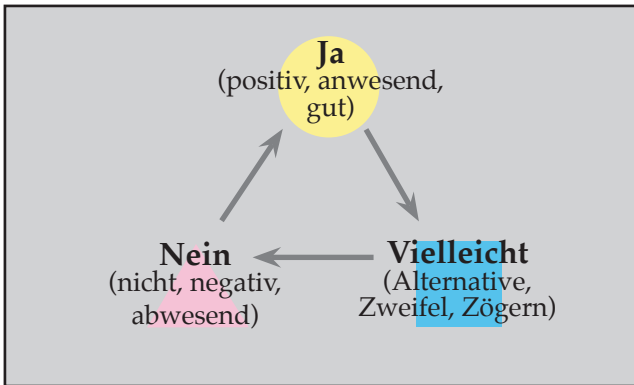 Ja
(positiv, anwesend,
gut)
Nein
(nicht, negativ,
abwesend)
Vielleicht
(Alternative,
Zweifel, Zögern)